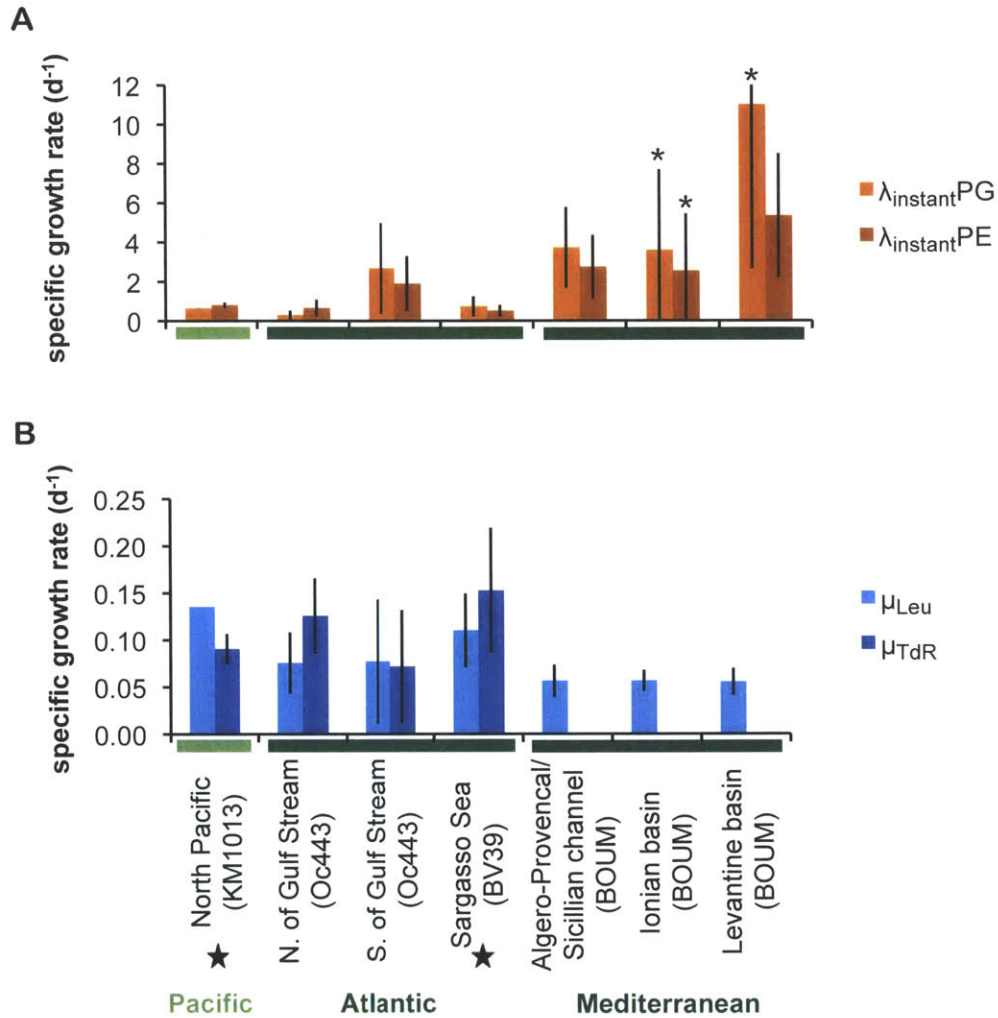 A
specific growth rate (d-1)
12
10
8
6
4
2
0
*
*
*
λinstantPG
λinstantPE
B
specific growth rate (d-1)
0.25
0.20
0.15
0.10
0.05
0.00
μLeu
μTdR
North Pacific
(KM1013)
N. of Gulf Stream
(Oc443)
S. of Gulf Stream
(Oc443)
Sargasso Sea
(BV39)
Algero-Provencal/
Sicillian channel
(BOUM)
Ionian basin
(BOUM)
Levantine basin
(BOUM)
★
★
Pacific
Atlantic
Mediterranean